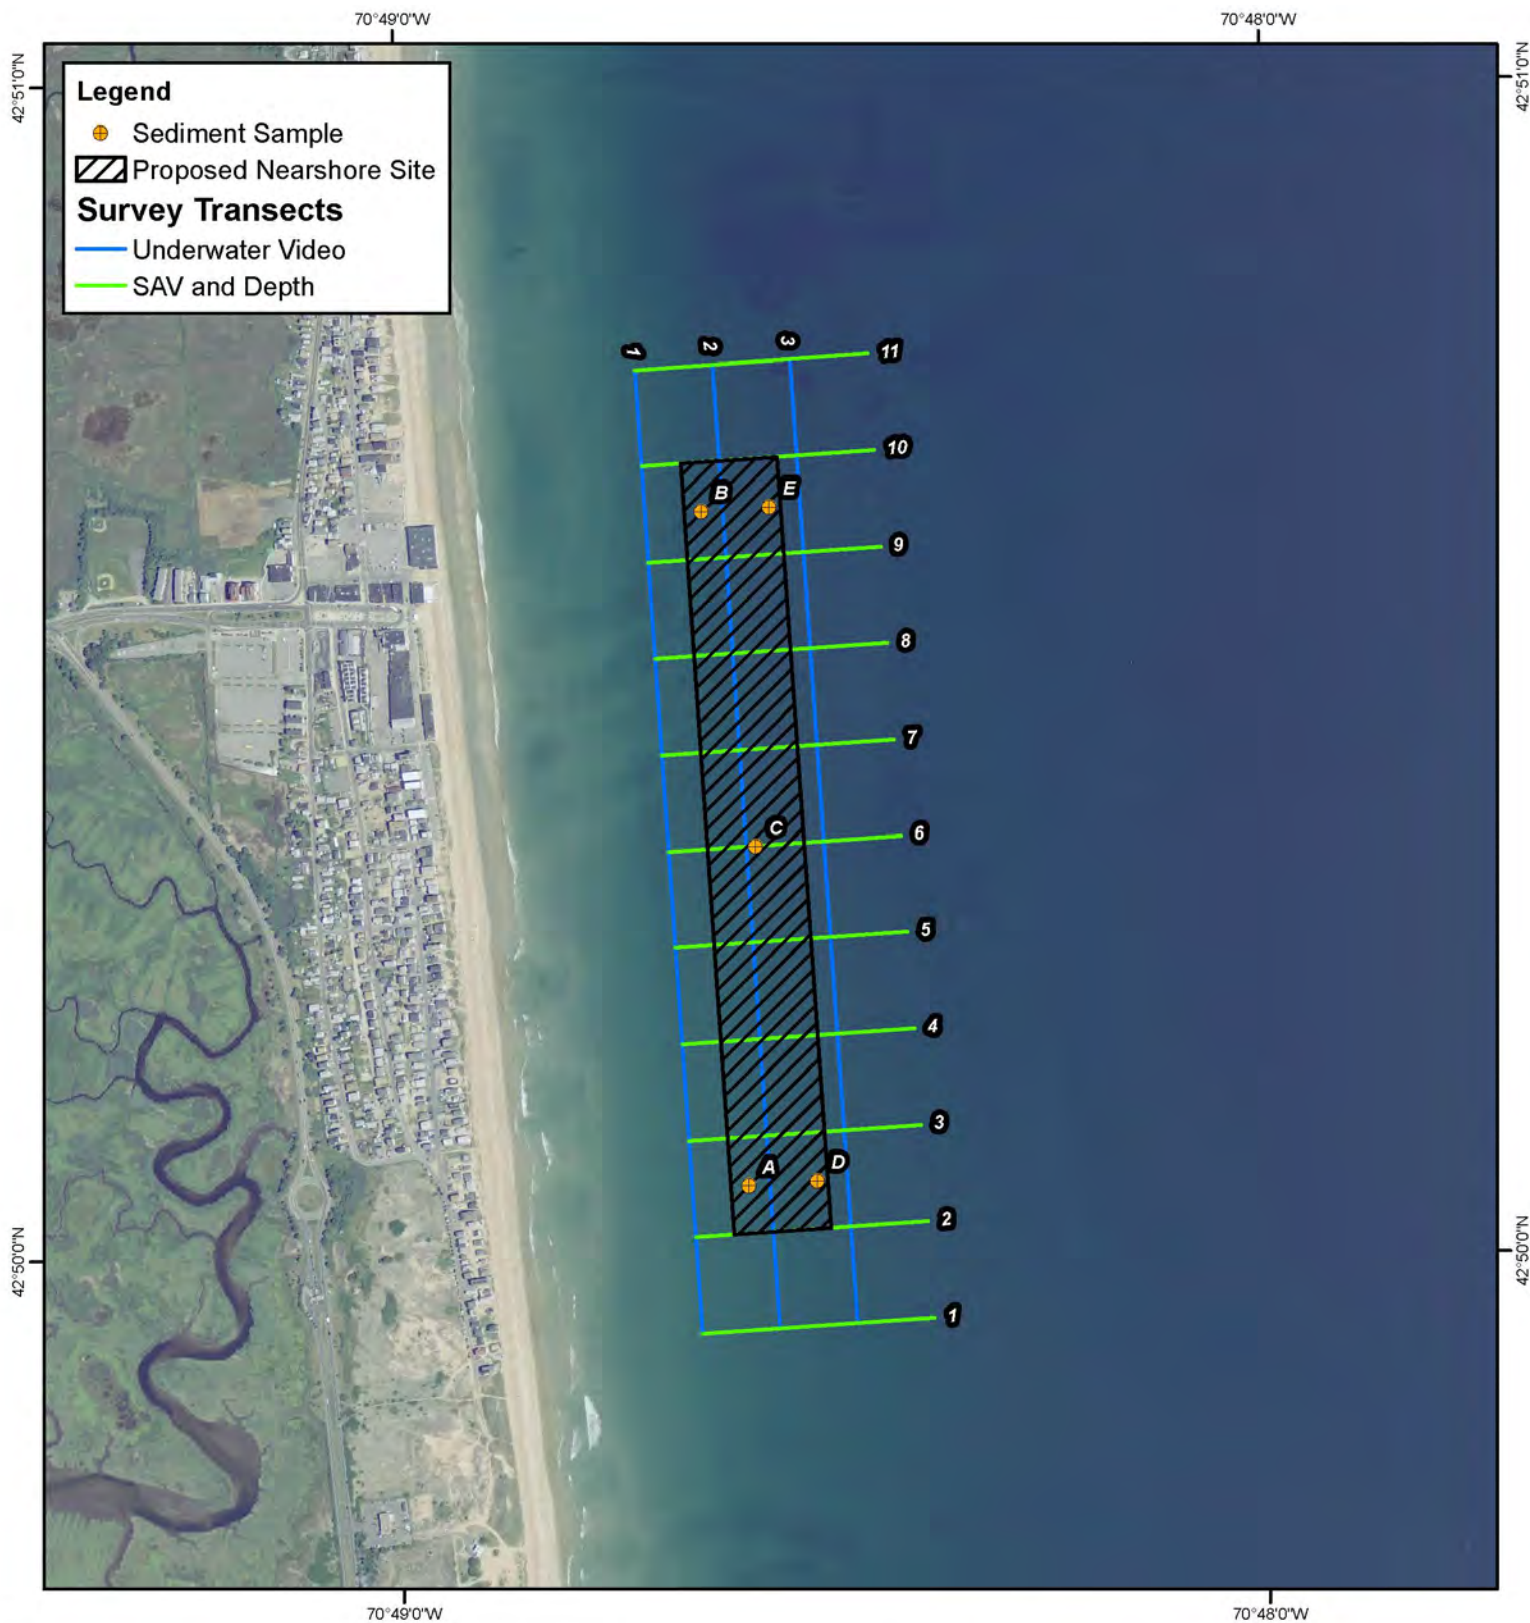 70°49'0"W
70°48'0"W
42°51'0"N
42°51'0"N
Legend
Sediment Sample
Proposed Nearshore Site
Survey Transects
Underwater Video
SAV and Depth
1
2
3
11
10
B
E
9
8
7
C
6
5
4
3
A
D
2
42°50'0"N
42°50'0"N
1
70°49'0"W
70°48'0"W